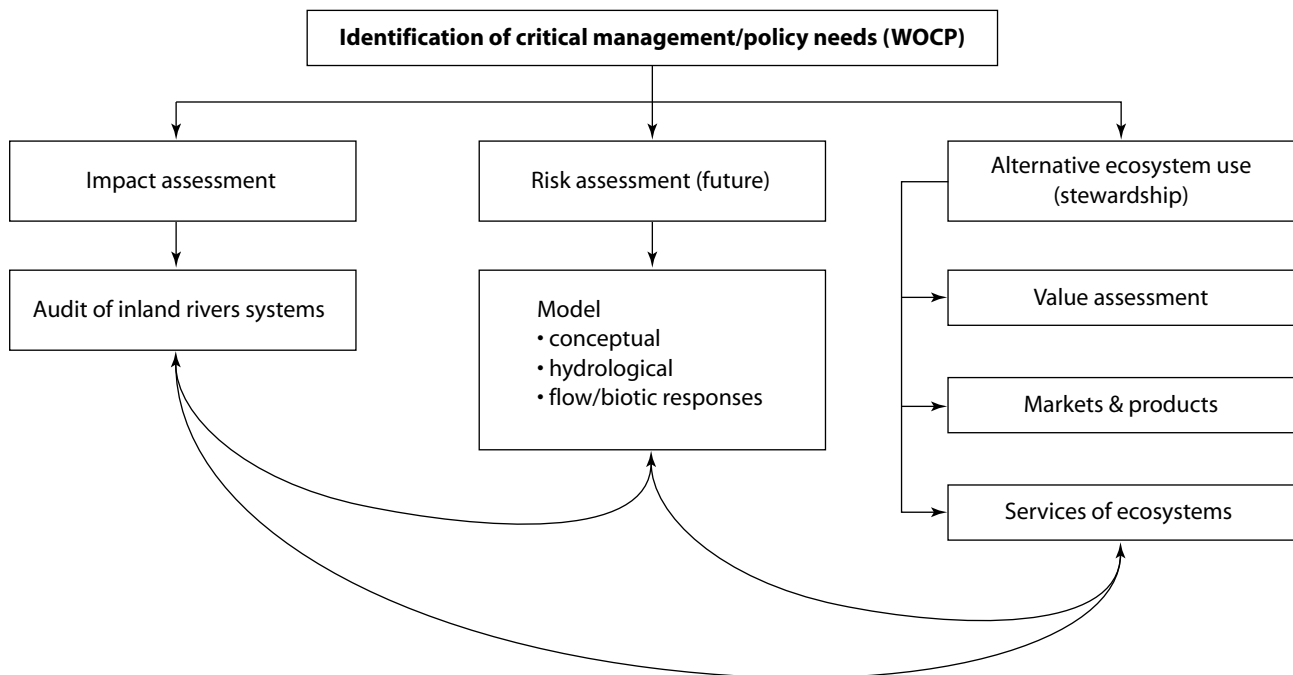 Identification of critical management/policy needs (WOCP)
Impact assessment
Risk assessment (future)
Alternative ecosystem use
(stewardship)
Audit of inland rivers systems
Model
• conceptual
• hydrological
• flow/biotic responses
Value assessment
Markets & products
Services of ecosystems